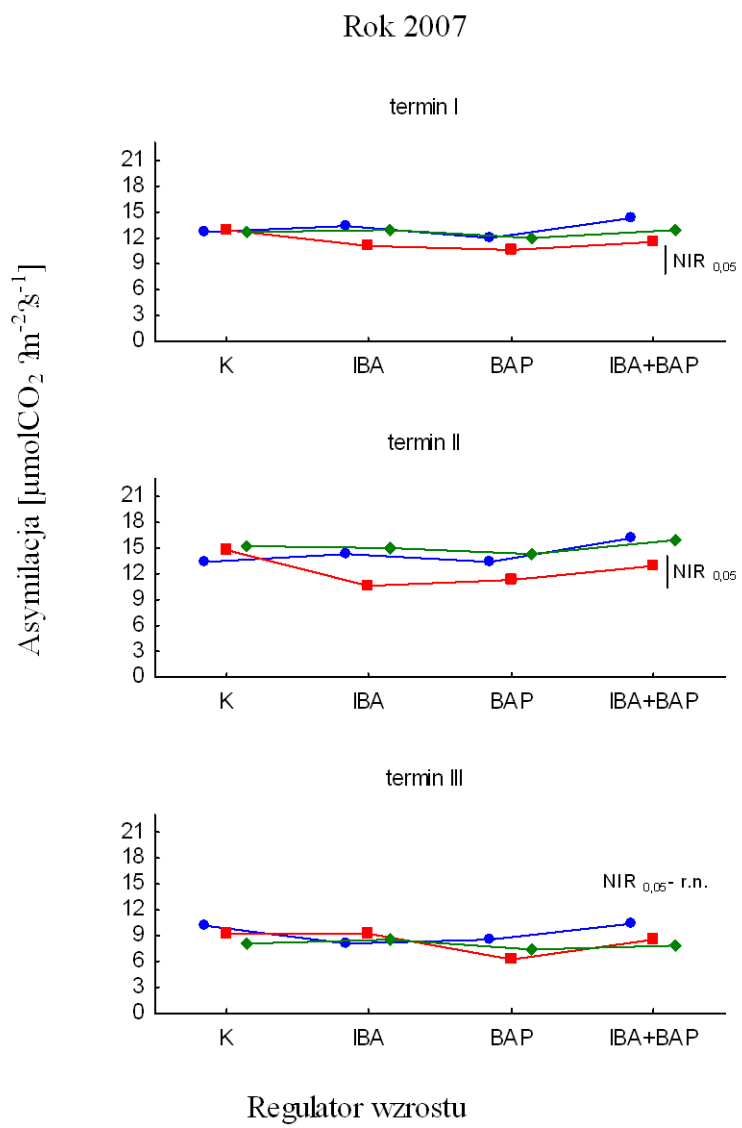 Rok 2007
Asymilacja [µmolCO₂ ?m⁻²?s⁻¹]
termin I
21
18
15
12
9
6
3
0
NIR 0,05
K IBA BAP IBA+BAP
termin II
21
18
15
12
9
6
3
0
NIR 0,05
K IBA BAP IBA+BAP
termin III
21
18
15
12
9
6
3
0
NIR 0,05- r.n.
K IBA BAP IBA+BAP
Regulator wzrostu